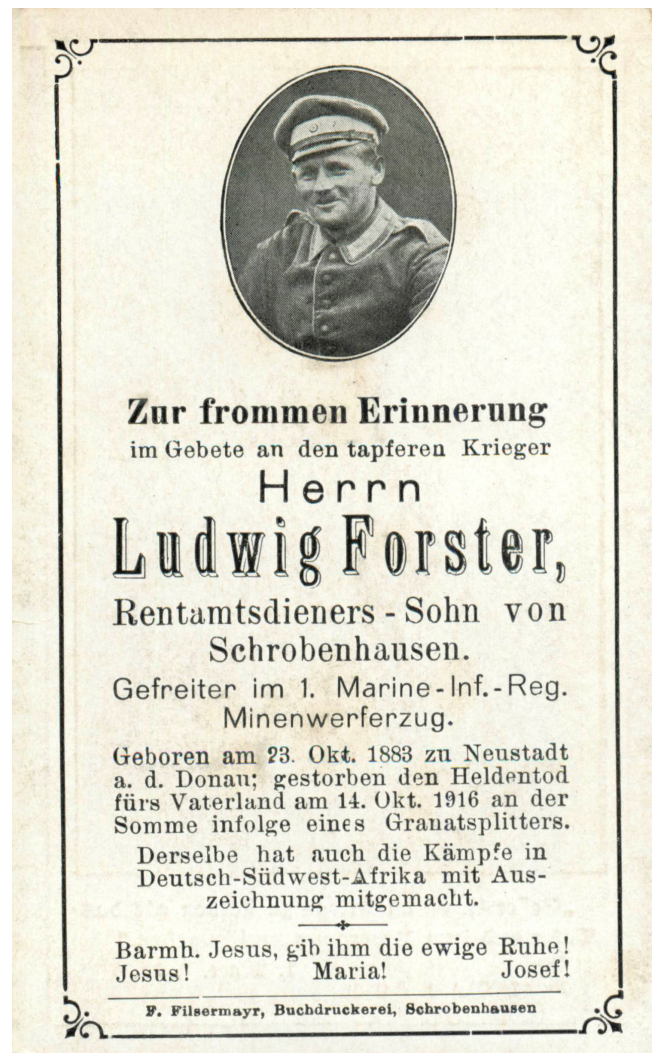 Zur frommen Erinnerung
im Gebete an den tapferen Krieger
Herrn
Ludwig Forster,
Rentamtsdieners - Sohn von
Schrobenhausen.
Gefreiter im 1. Marine-Inf.-Reg.
Minenwerferzug.
Geboren am 23. Okt. 1883 zu Neustadt
a. d. Donau; gestorben den Heldentod
fürs Vaterland am 14. Okt. 1916 an der
Somme infolge eines Granatsplitters.
Derselbe hat auch die Kämpfe in
Deutsch-Südwest-Afrika mit Aus-
zeichnung mitgemacht.
Barmh. Jesus, gib ihm die ewige Ruhe!
Jesus! Maria! Josef!
F. Filsermayr, Buchdruckerei, Schrobenhausen